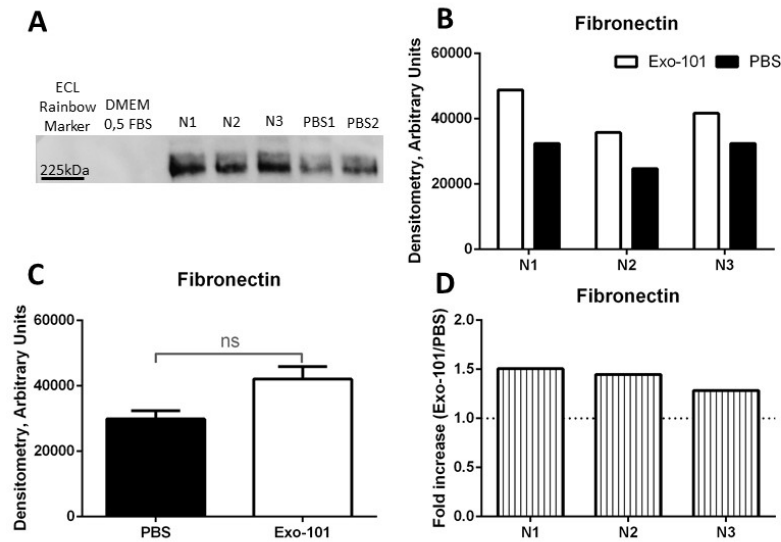 A
ECL
Rainbow
Marker
DMEM
0,5 FBS
N1 N2 N3 PBS1 PBS2
225kDa
B
Fibronectin
Exo-101 PBS
Densitometry, Arbitrary Units
60000
40000
20000
0
N1 N2 N3
C
Fibronectin
Densitometry, Arbitrary Units
60000
40000
20000
0
ns
PBS Exo-101
D
Fibronectin
Fold increase (Exo-101/PBS)
2.0
1.5
1.0
0.5
0.0
N1 N2 N3